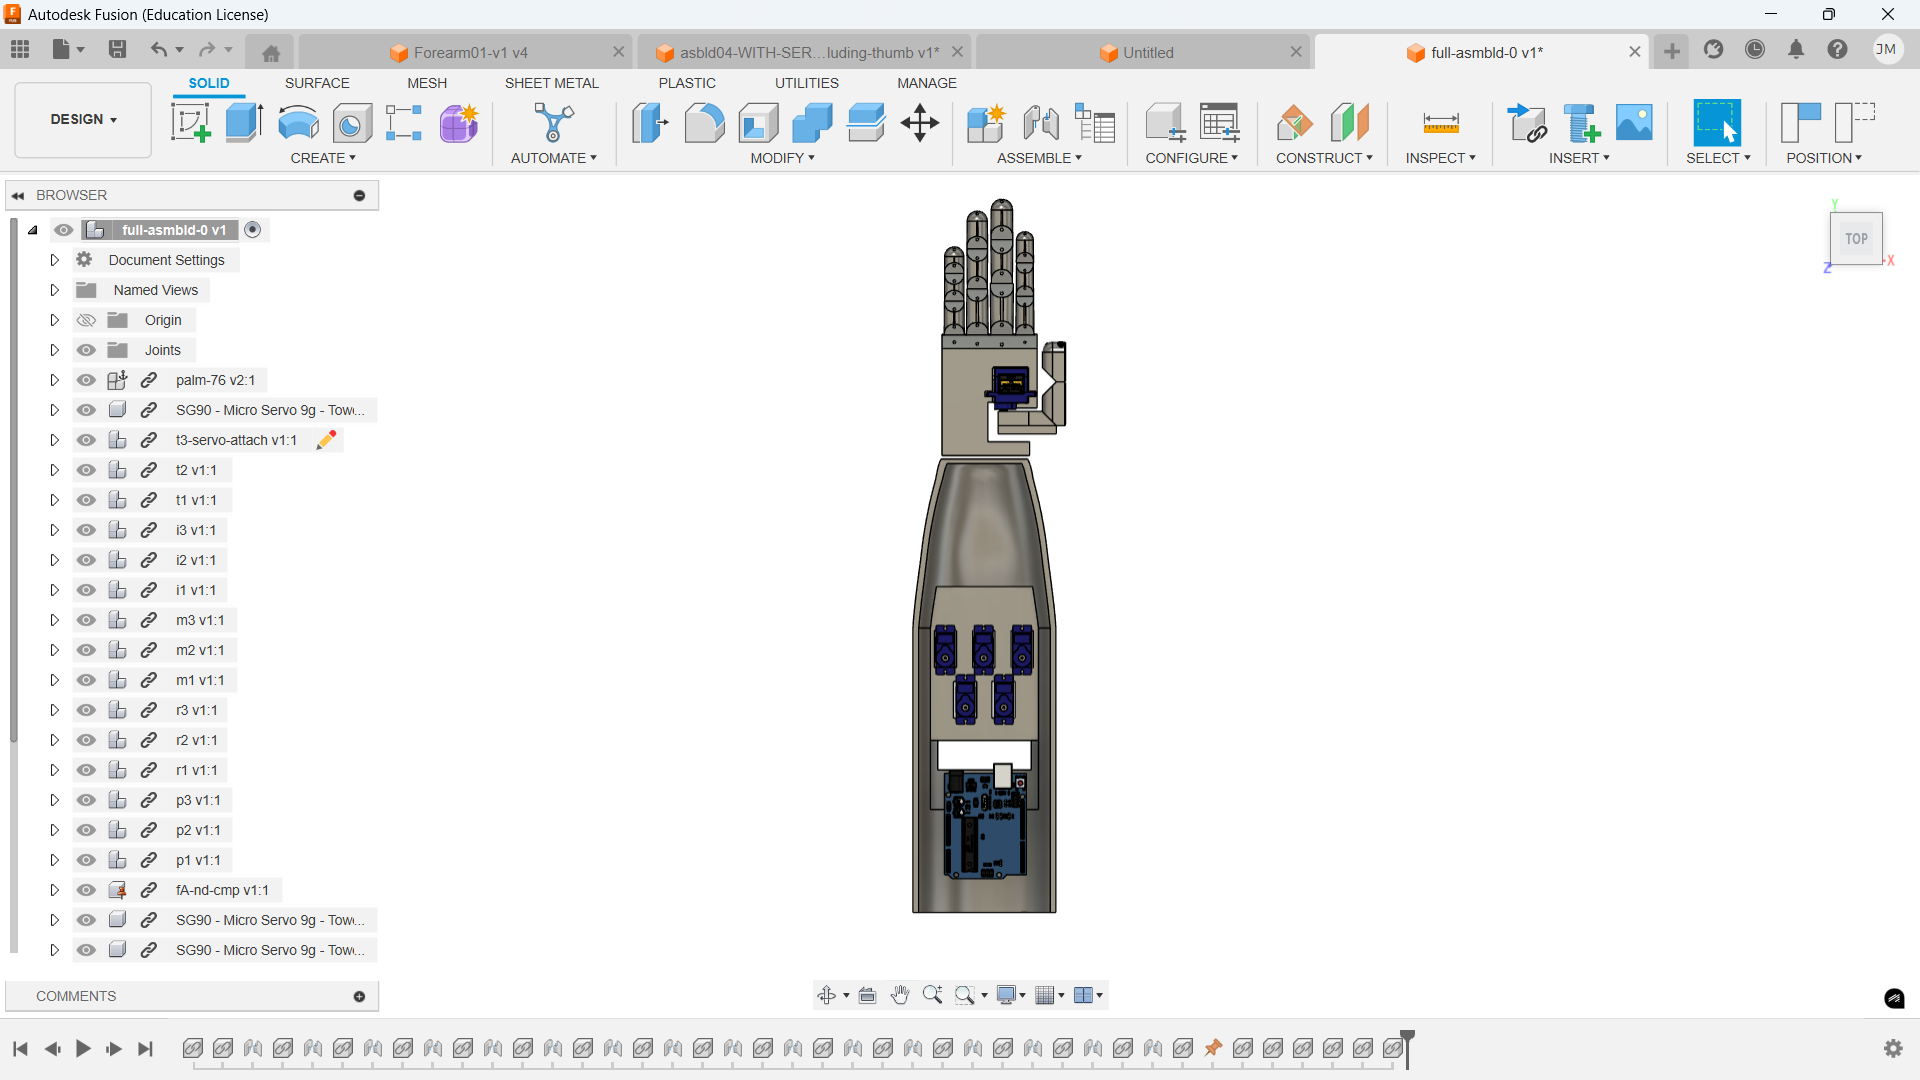 Autodesk Fusion (Education License)
Forearm01-v1 v4
asbld04-WITH-SER...luding-thumb v1*
Untitled
full-asmbld-0 v1*
JM
DESIGN
SOLID
SURFACE
MESH
SHEET METAL
PLASTIC
UTILITIES
MANAGE
CREATE
AUTOMATE
MODIFY
ASSEMBLE
CONFIGURE
CONSTRUCT
INSPECT
INSERT
SELECT
POSITION
BROWSER
full-asmbld-0 v1
Document Settings
Named Views
Origin
Joints
palm-76 v2:1
SG90 - Micro Servo 9g - Tow...
t3-servo-attach v1:1
t2 v1:1
t1 v1:1
i3 v1:1
i2 v1:1
i1 v1:1
m3 v1:1
m2 v1:1
m1 v1:1
r3 v1:1
r2 v1:1
r1 v1:1
p3 v1:1
p2 v1:1
p1 v1:1
fA-nd-cmp v1:1
SG90 - Micro Servo 9g - Tow...
SG90 - Micro Servo 9g - Tow...
COMMENTS
Y
TOP
X
Z